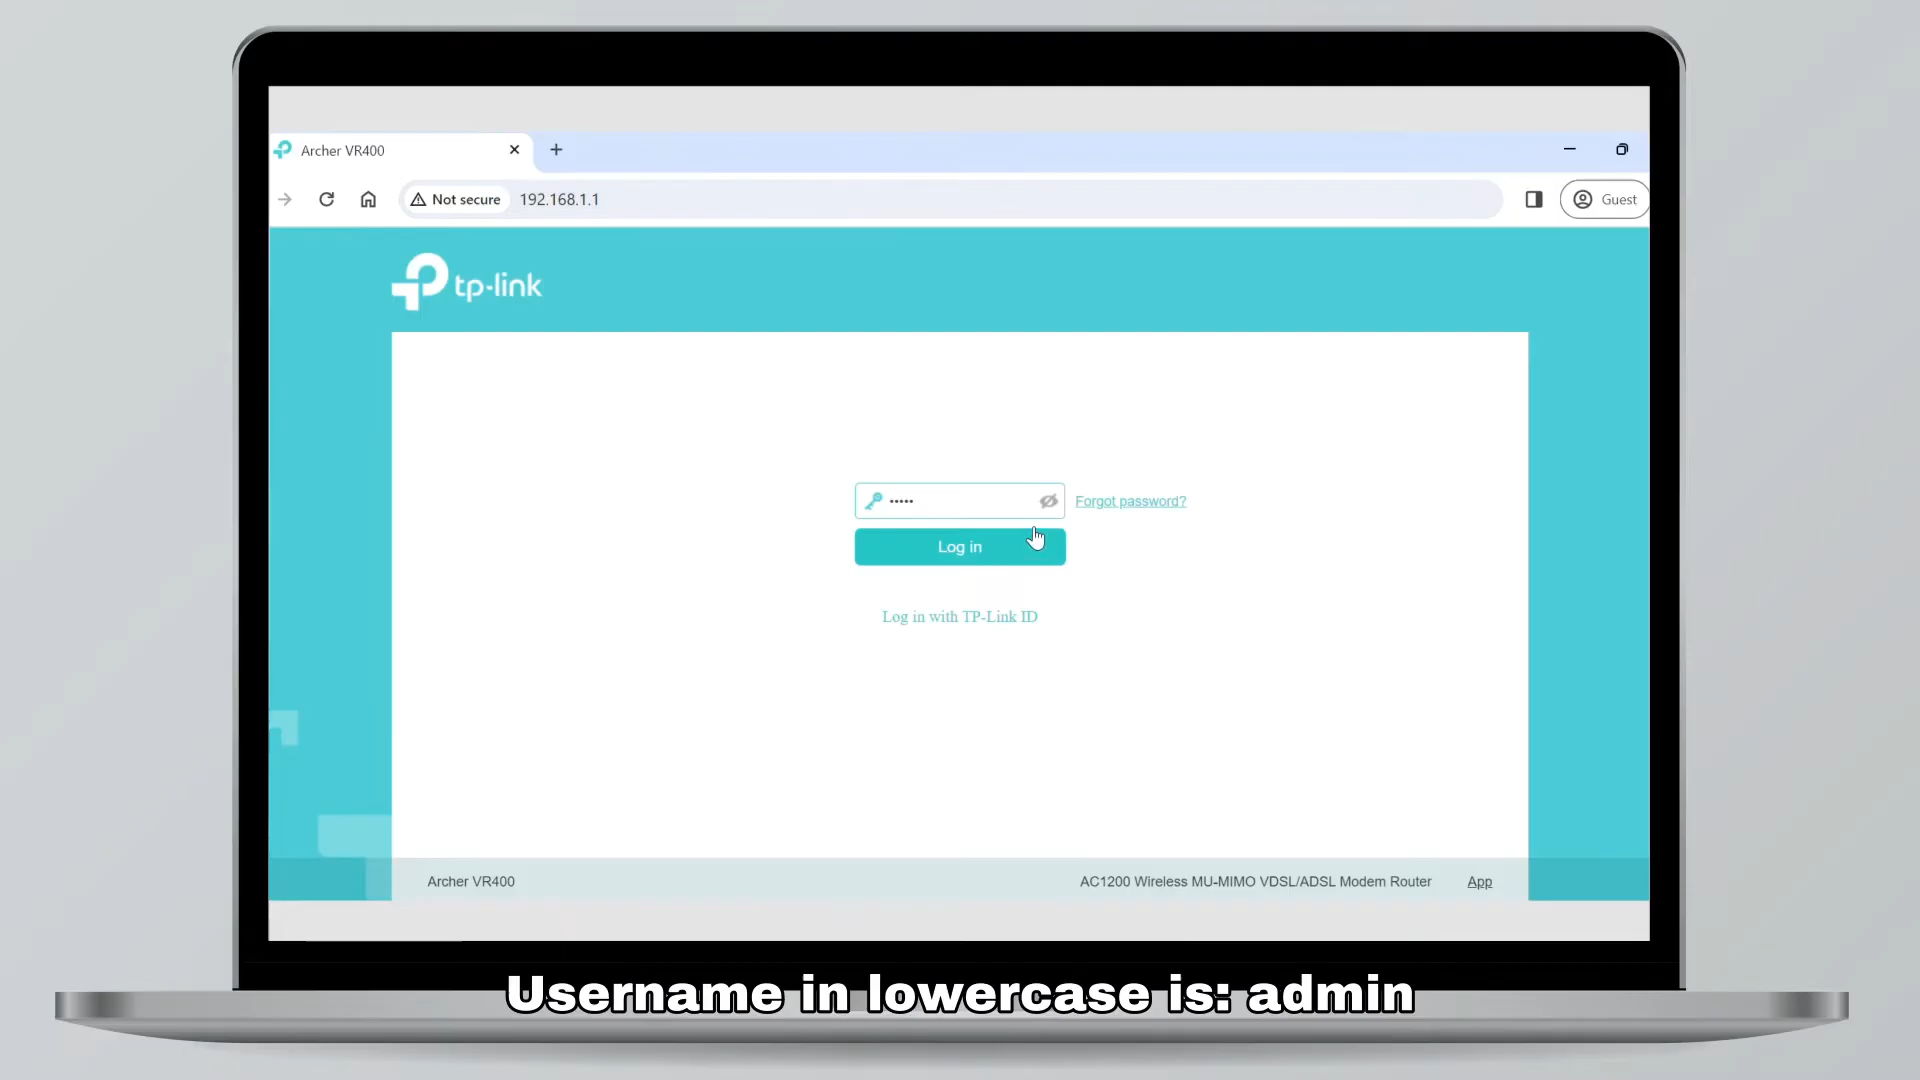 Archer VR400
Not secure 192.168.1.1
Guest
tp-link
••••• Forgot password?
Log in
Log in with TP-Link ID
Archer VR400 AC1200 Wireless MU-MIMO VDSL/ADSL Modem Router App
Username in lowercase is: admin